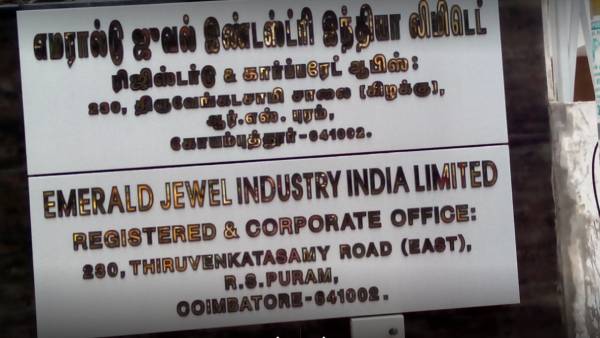 எமரால்டு ஜுவல் இண்டஸ்ட்ரி இந்தியா லிமிடெட்
ரிஜிஸ்டர்டு & கார்ப்பரேட் ஆபிஸ்:
230, திருவேங்கடசாமி சாலை (கிழக்கு),
ஆர்.எஸ். புரம்,
கோயம்புத்தூர்-641002.
EMERALD JEWEL INDUSTRY INDIA LIMITED
REGISTERED & CORPORATE OFFICE:
230, THIRUVENKATASAMY ROAD (EAST),
R.S.PURAM,
COIMBATORE-641002.